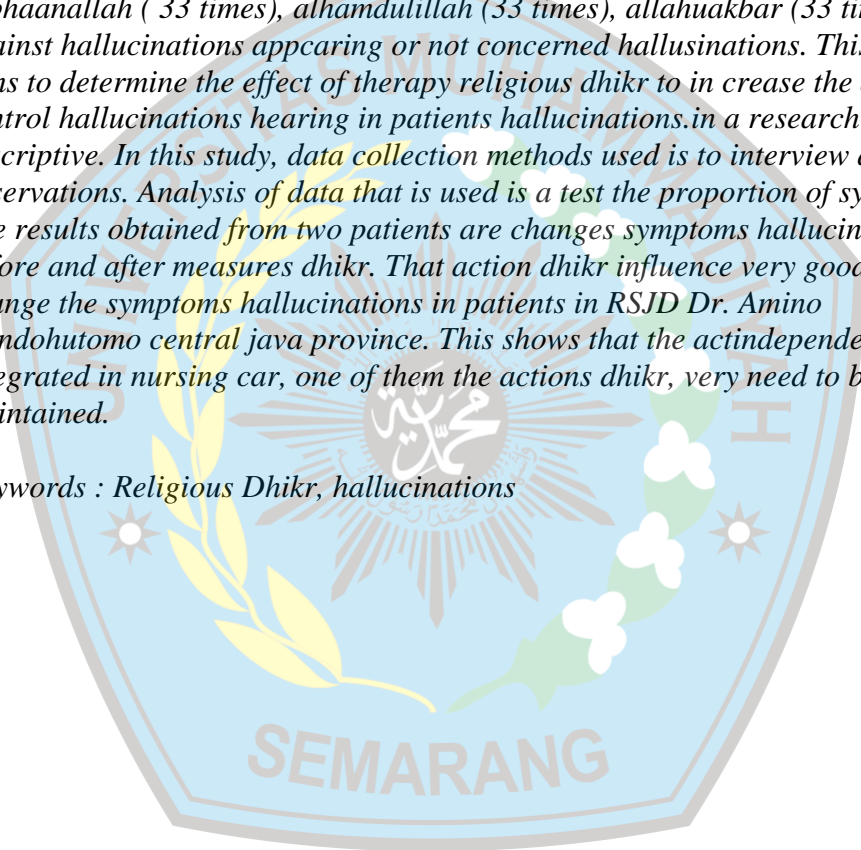 bhaanallah ( 33 times), alhamdulillah (33 times), allahuakbar (33 ti
ainst hallucinations appcaring or not concerned hallusinations. This
ns to determine the effect of therapy religious dhikr to in crease the
ntrol hallucinations hearing in patients hallucinations.in a research
scriptive. In this study, data collection methods used is to interview
servations. Analysis of data that is used is a test the proportion of sy
e results obtained from two patients are changes symptoms hallucin
fore and after measures dhikr. That action dhikr influence very good
ange the symptoms hallucinations in patients in RSJD Dr. Amino
ndohutomo central java province. This shows that the actindepende
egrated in nursing car, one of them the actions dhikr, very need to b
intained.
ywords : Religious Dhikr, hallucinations
UNIVERSITAS MUHAMMADIYAH
SEMARANG